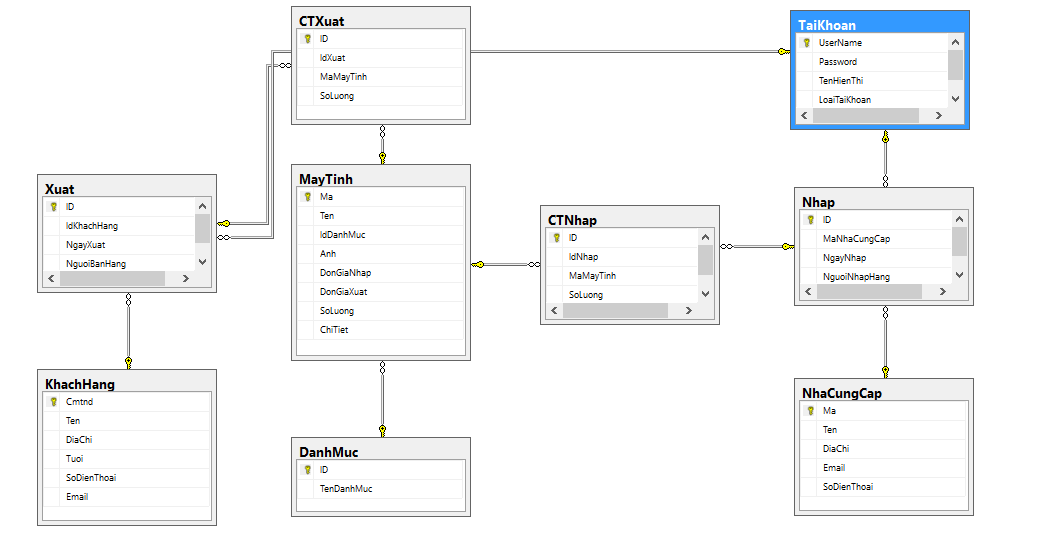 CTXuat
ID
IdXuat
MaMayTinh
SoLuong
TaiKhoan
UserName
Password
TenHienThi
LoaiTaiKhoan
Xuat
ID
IdKhachHang
NgayXuat
NguoiBanHang
MayTinh
Ma
Ten
IdDanhMuc
Anh
DonGiaNhap
DonGiaXuat
SoLuong
ChiTiet
CTNhap
ID
IdNhap
MaMayTinh
SoLuong
Nhap
ID
MaNhaCungCap
NgayNhap
NguoiNhapHang
KhachHang
Cmtnd
Ten
DiaChi
Tuoi
SoDienThoai
Email
DanhMuc
ID
TenDanhMuc
NhaCungCap
Ma
Ten
DiaChi
Email
SoDienThoai